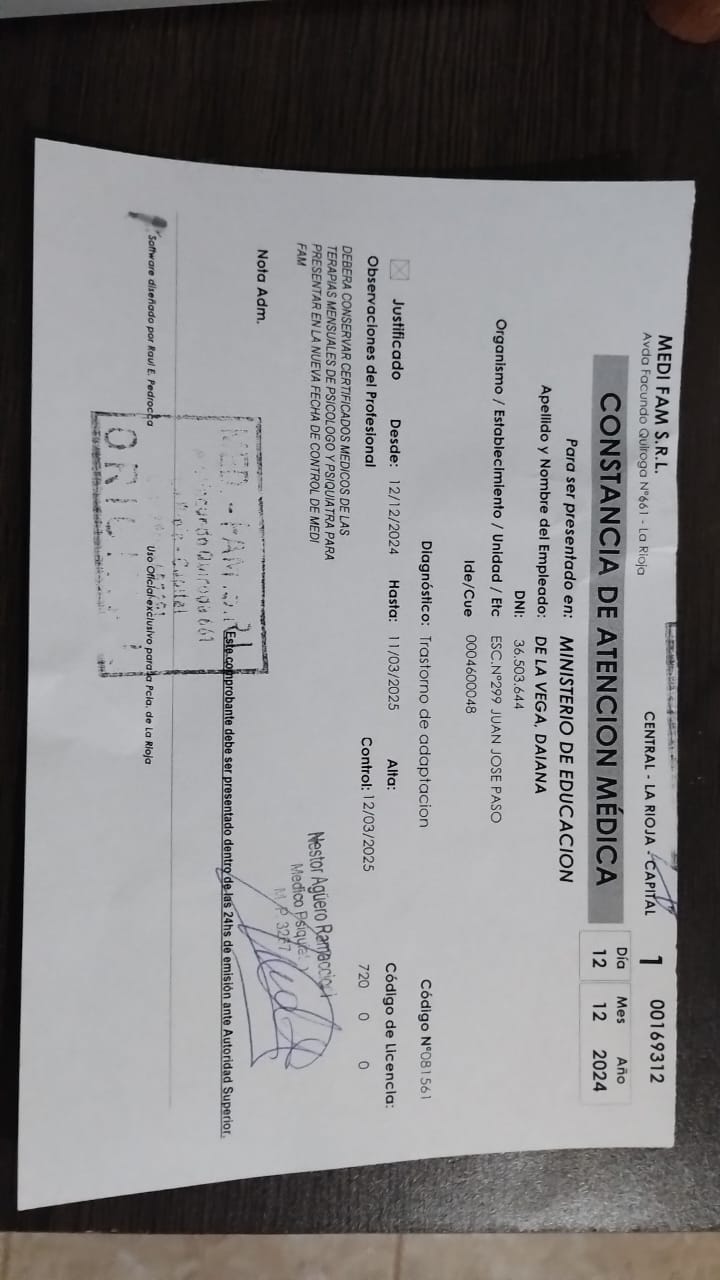 MEDI FAM S.R.L.
Avda Facundo Quiroga N°661 - La Rioja
CENTRAL - LA RIOJA - CAPITAL
1 00169312
CONSTANCIA DE ATENCION MÉDICA
Día Mes Año
12 12 2024
Para ser presentado en: MINISTERIO DE EDUCACION
Apellido y Nombre del Empleado: DE LA VEGA, DAIANA
DNI: 36.503.644
Organismo / Establecimiento / Unidad / Etc ESC.N°299 JUAN JOSE PASO
Ide/Cue 0004600048
Diagnóstico: Trastorno de adaptacion Código N°081561
Justificado Desde: 12/12/2024 Hasta: 11/03/2025 Alta: Código de Licencia:
Observaciones del Profesional Control: 12/03/2025 720 0 0
DEBERA CONSERVAR CERTIFICADOS MEDICOS DE LAS
TERAPIAS MENSUALES DE PSICOLOGO Y PSIQUIATRA PARA
PRESENTAR EN LA NUEVA FECHA DE CONTROL DE MEDI
FAM
Nestor Agüero Ramaccioni
Medico Psiquiat
M.P. 3237
Nota Adm.
Este comprobante debe ser presentado dentro de las 24hs de emisión ante Autoridad Superior.
Quiroga 661
Software diseñado por Raul E. Pedrocca Uso Oficial exclusivo para la Pcia. de La Rioja